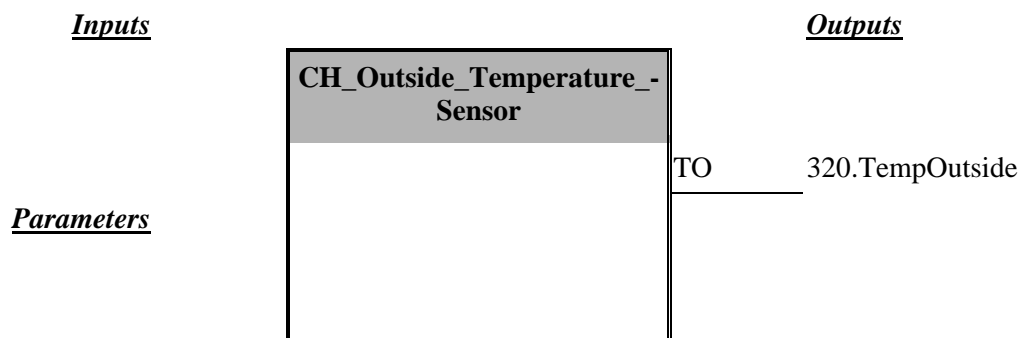 Inputs
Outputs
CH_Outside_Temperature_-
Sensor
TO
320.TempOutside
Parameters